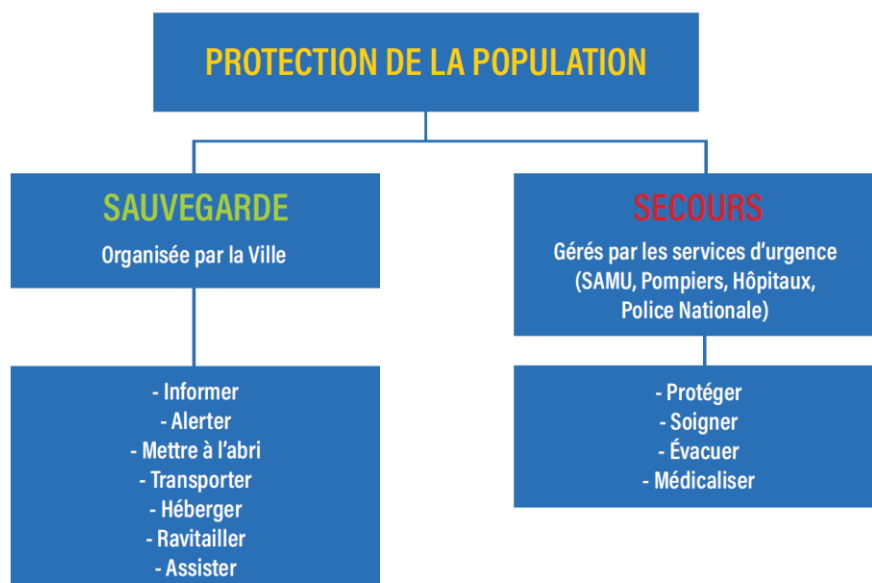 PROTECTION DE LA POPULATION
SAUVEGARDE
Organisée par la Ville
SECOURS
Gérés par les services d'urgence
(SAMU, Pompiers, Hôpitaux,
Police Nationale)
- Informer
- Alerter
- Mettre à l'abri
- Transporter
- Héberger
- Ravitailler
- Assister
- Protéger
- Soigner
- Évacuer
- Médicaliser